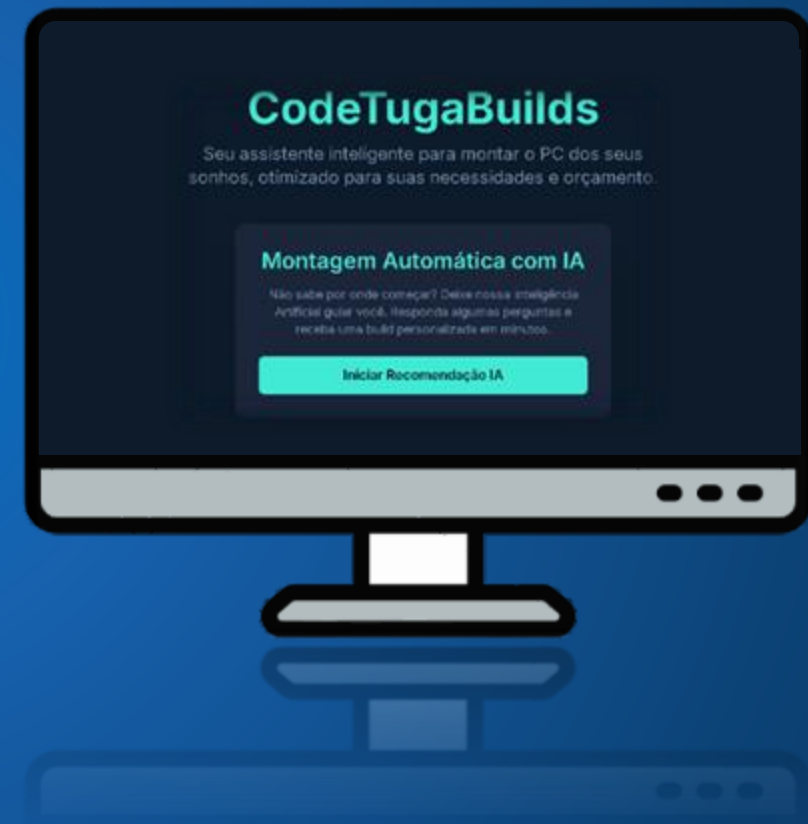 CodeTugaBuilds
Seu assistente inteligente para montar o PC dos seus
sonhos, otimizado para suas necessidades e orçamento.
Montagem Automática com IA
Não sabe por onde começar? Deixe nossa Inteligência
Artificial guiar você. Responda algumas perguntas e
receba uma build personalizada em minutos.
Iniciar Recomendação IA